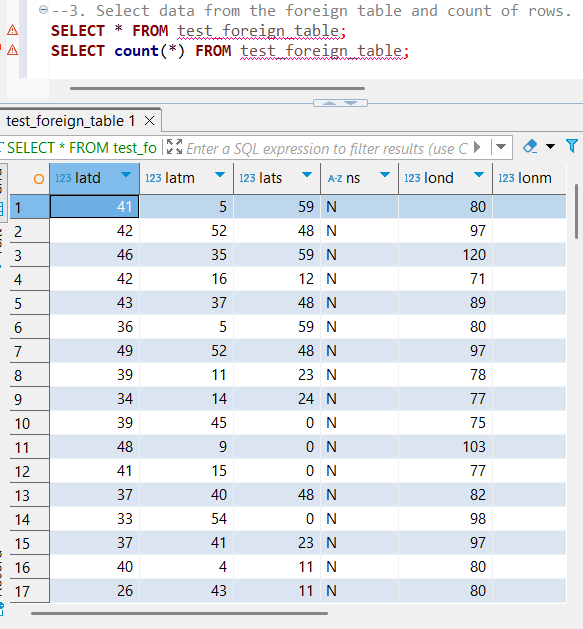 --3. Select data from the foreign table and count of rows.
SELECT * FROM test_foreign_table;
SELECT count(*) FROM test_foreign_table;
test_foreign_table 1
SELECT * FROM test_fo Enter a SQL expression to filter results (use C
123 latd 123 latm 123 lats A-Z ns 123 lond 123 lonm
1 41 5 59 N 80
2 42 52 48 N 97
3 46 35 59 N 120
4 42 16 12 N 71
5 43 37 48 N 89
6 36 5 59 N 80
7 49 52 48 N 97
8 39 11 23 N 78
9 34 14 24 N 77
10 39 45 0 N 75
11 48 9 0 N 103
12 41 15 0 N 77
13 37 40 48 N 82
14 33 54 0 N 98
15 37 41 23 N 97
16 40 4 11 N 80
17 26 43 11 N 80